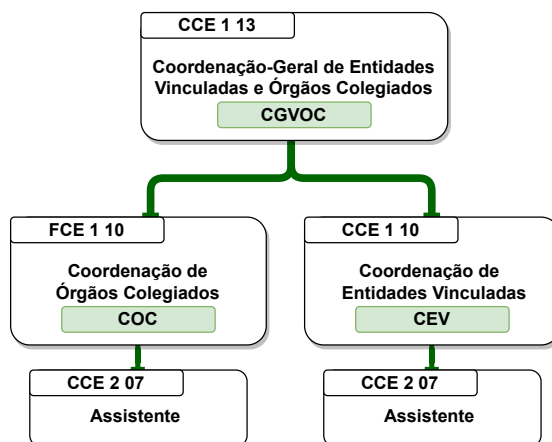 CCE 1 13
Coordenação-Geral de Entidades
Vinculadas e Órgãos Colegiados
CGVOC
FCE 1 10
Coordenação de
Órgãos Colegiados
COC
CCE 1 10
Coordenação de
Entidades Vinculadas
CEV
CCE 2 07
Assistente
CCE 2 07
Assistente